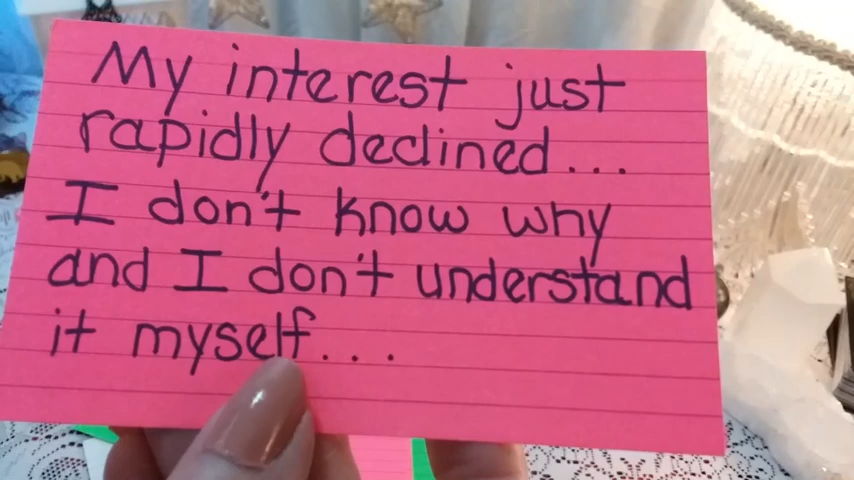 My interest just
rapidly declined...
I don't know why
and I don't understand
it myself...